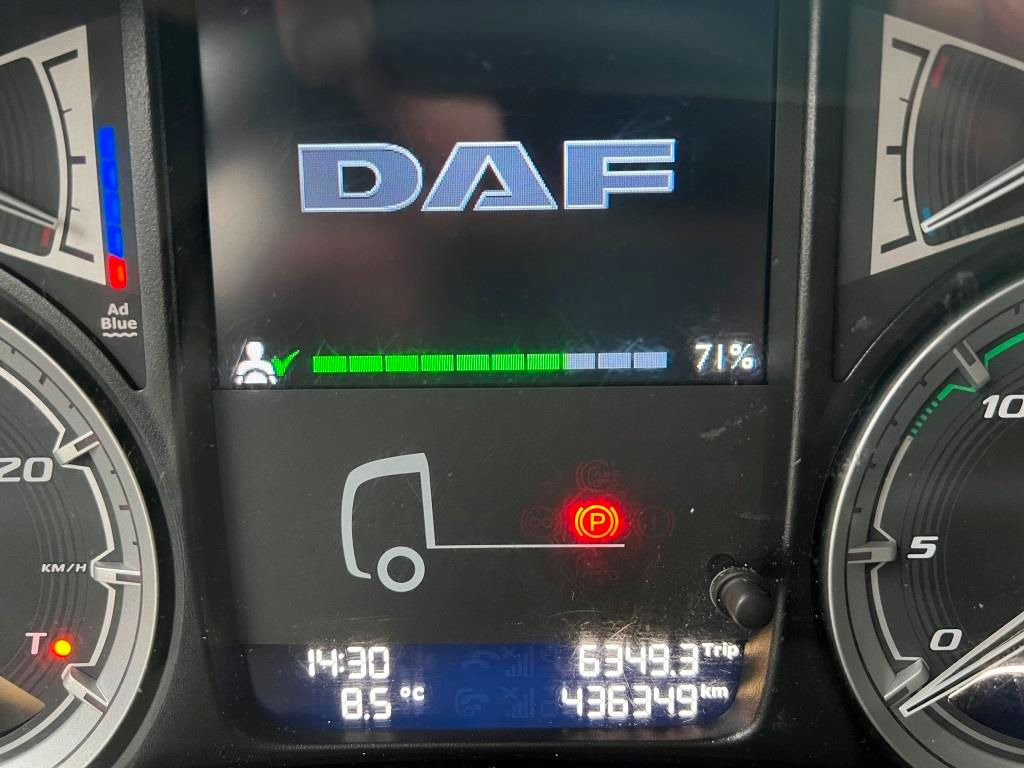 DAF
Ad
Blue
71%
20
10
KM/H
P
5
T
0
14:30
6349.3 Trip
8.5 °C
436349 km